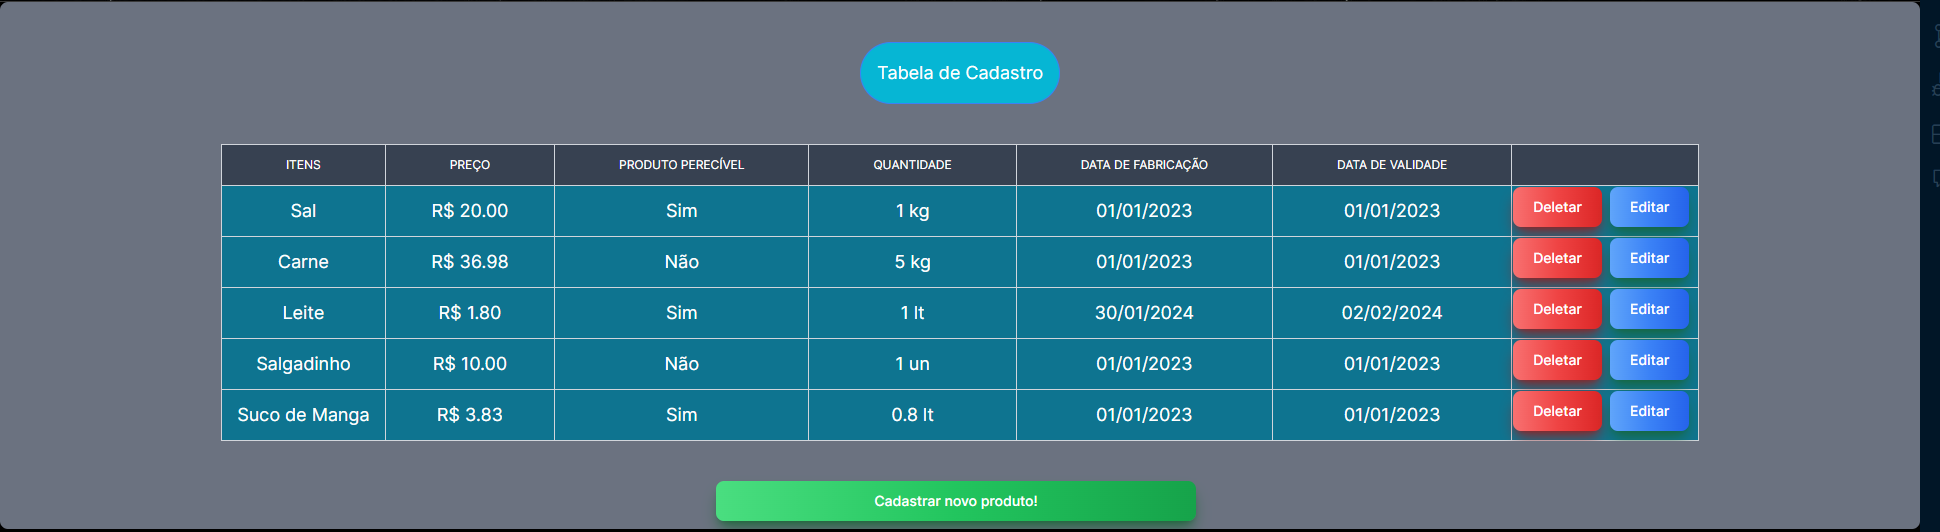 Tabela de Cadastro
ITENS PREÇO PRODUTO PERECÍVEL QUANTIDADE DATA DE FABRICAÇÃO DATA DE VALIDADE
Sal R$ 20.00 Sim 1 kg 01/01/2023 01/01/2023 Deletar Editar
Carne R$ 36.98 Não 5 kg 01/01/2023 01/01/2023 Deletar Editar
Leite R$ 1.80 Sim 1 lt 30/01/2024 02/02/2024 Deletar Editar
Salgadinho R$ 10.00 Não 1 un 01/01/2023 01/01/2023 Deletar Editar
Suco de Manga R$ 3.83 Sim 0.8 lt 01/01/2023 01/01/2023 Deletar Editar
Cadastrar novo produto!